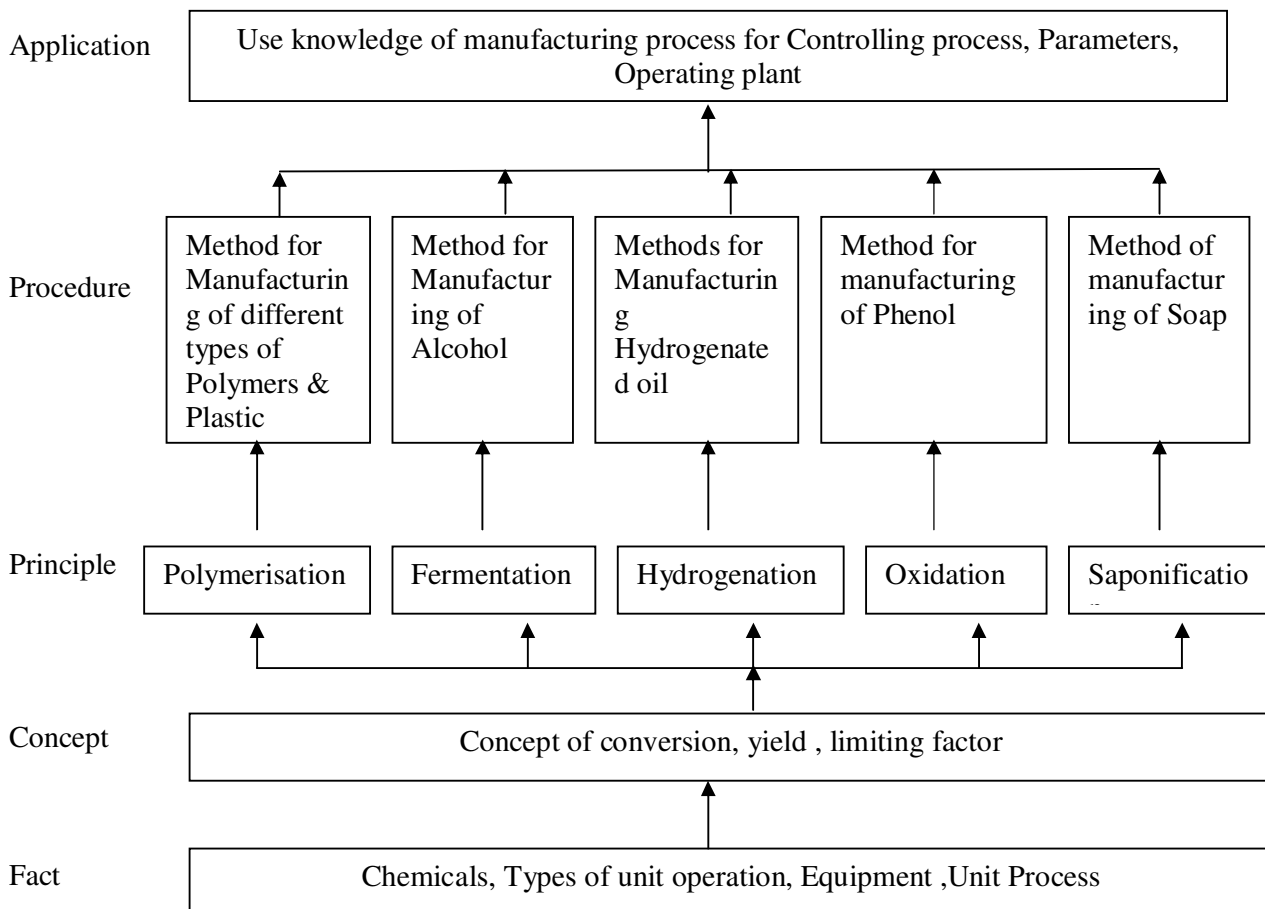 Application
Use knowledge of manufacturing process for Controlling process, Parameters,
Operating plant
Procedure
Method for
Manufacturin
g of different
types of
Polymers &
Plastic
Method for
Manufactur
ing of
Alcohol
Methods for
Manufacturin
g
Hydrogenate
d oil
Method for
manufacturing
of Phenol
Method of
manufactur
ing of Soap
Principle
Polymerisation
Fermentation
Hydrogenation
Oxidation
Saponificatio
Concept
Concept of conversion, yield , limiting factor
Fact
Chemicals, Types of unit operation, Equipment ,Unit Process